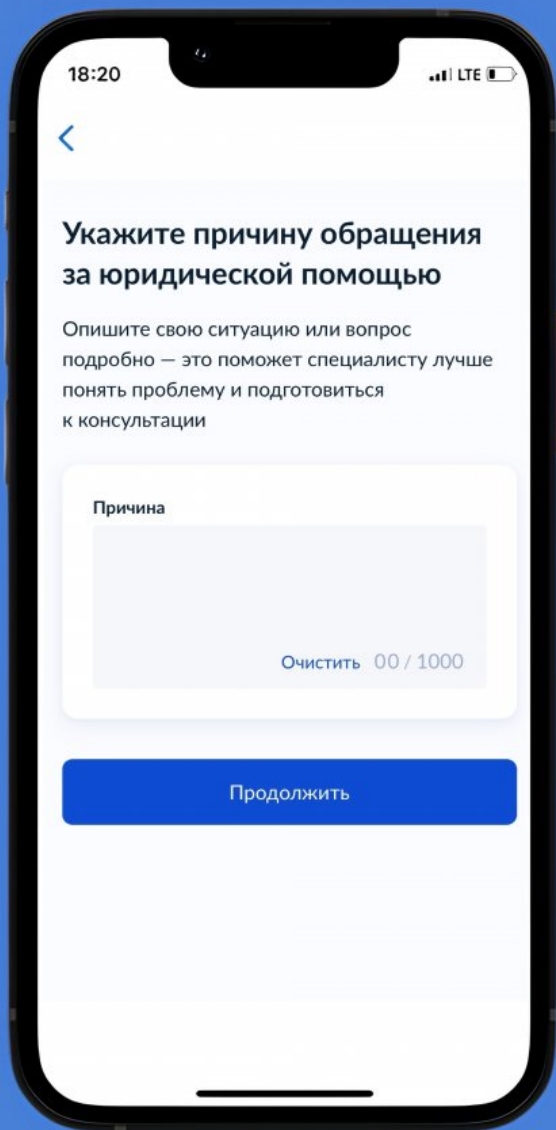 18:20
LTE
Укажите причину обращения
за юридической помощью
Опишите свою ситуацию или вопрос
подробно — это поможет специалисту лучше
понять проблему и подготовиться
к консультации
Причина
Очистить 00 / 1000
Продолжить